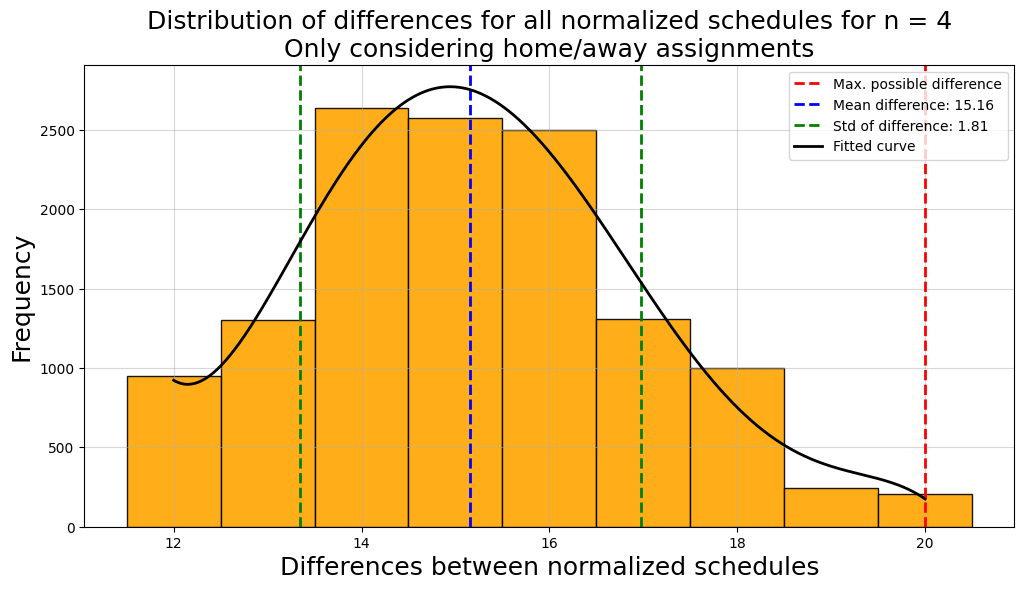 Distribution of differences for all normalized schedules for n = 4
Only considering home/away assignments
Max. possible difference
Mean difference: 15.16
Std of difference: 1.81
Fitted curve
Frequency
2500
2000
1500
1000
500
0
12 14 16 18 20
Differences between normalized schedules